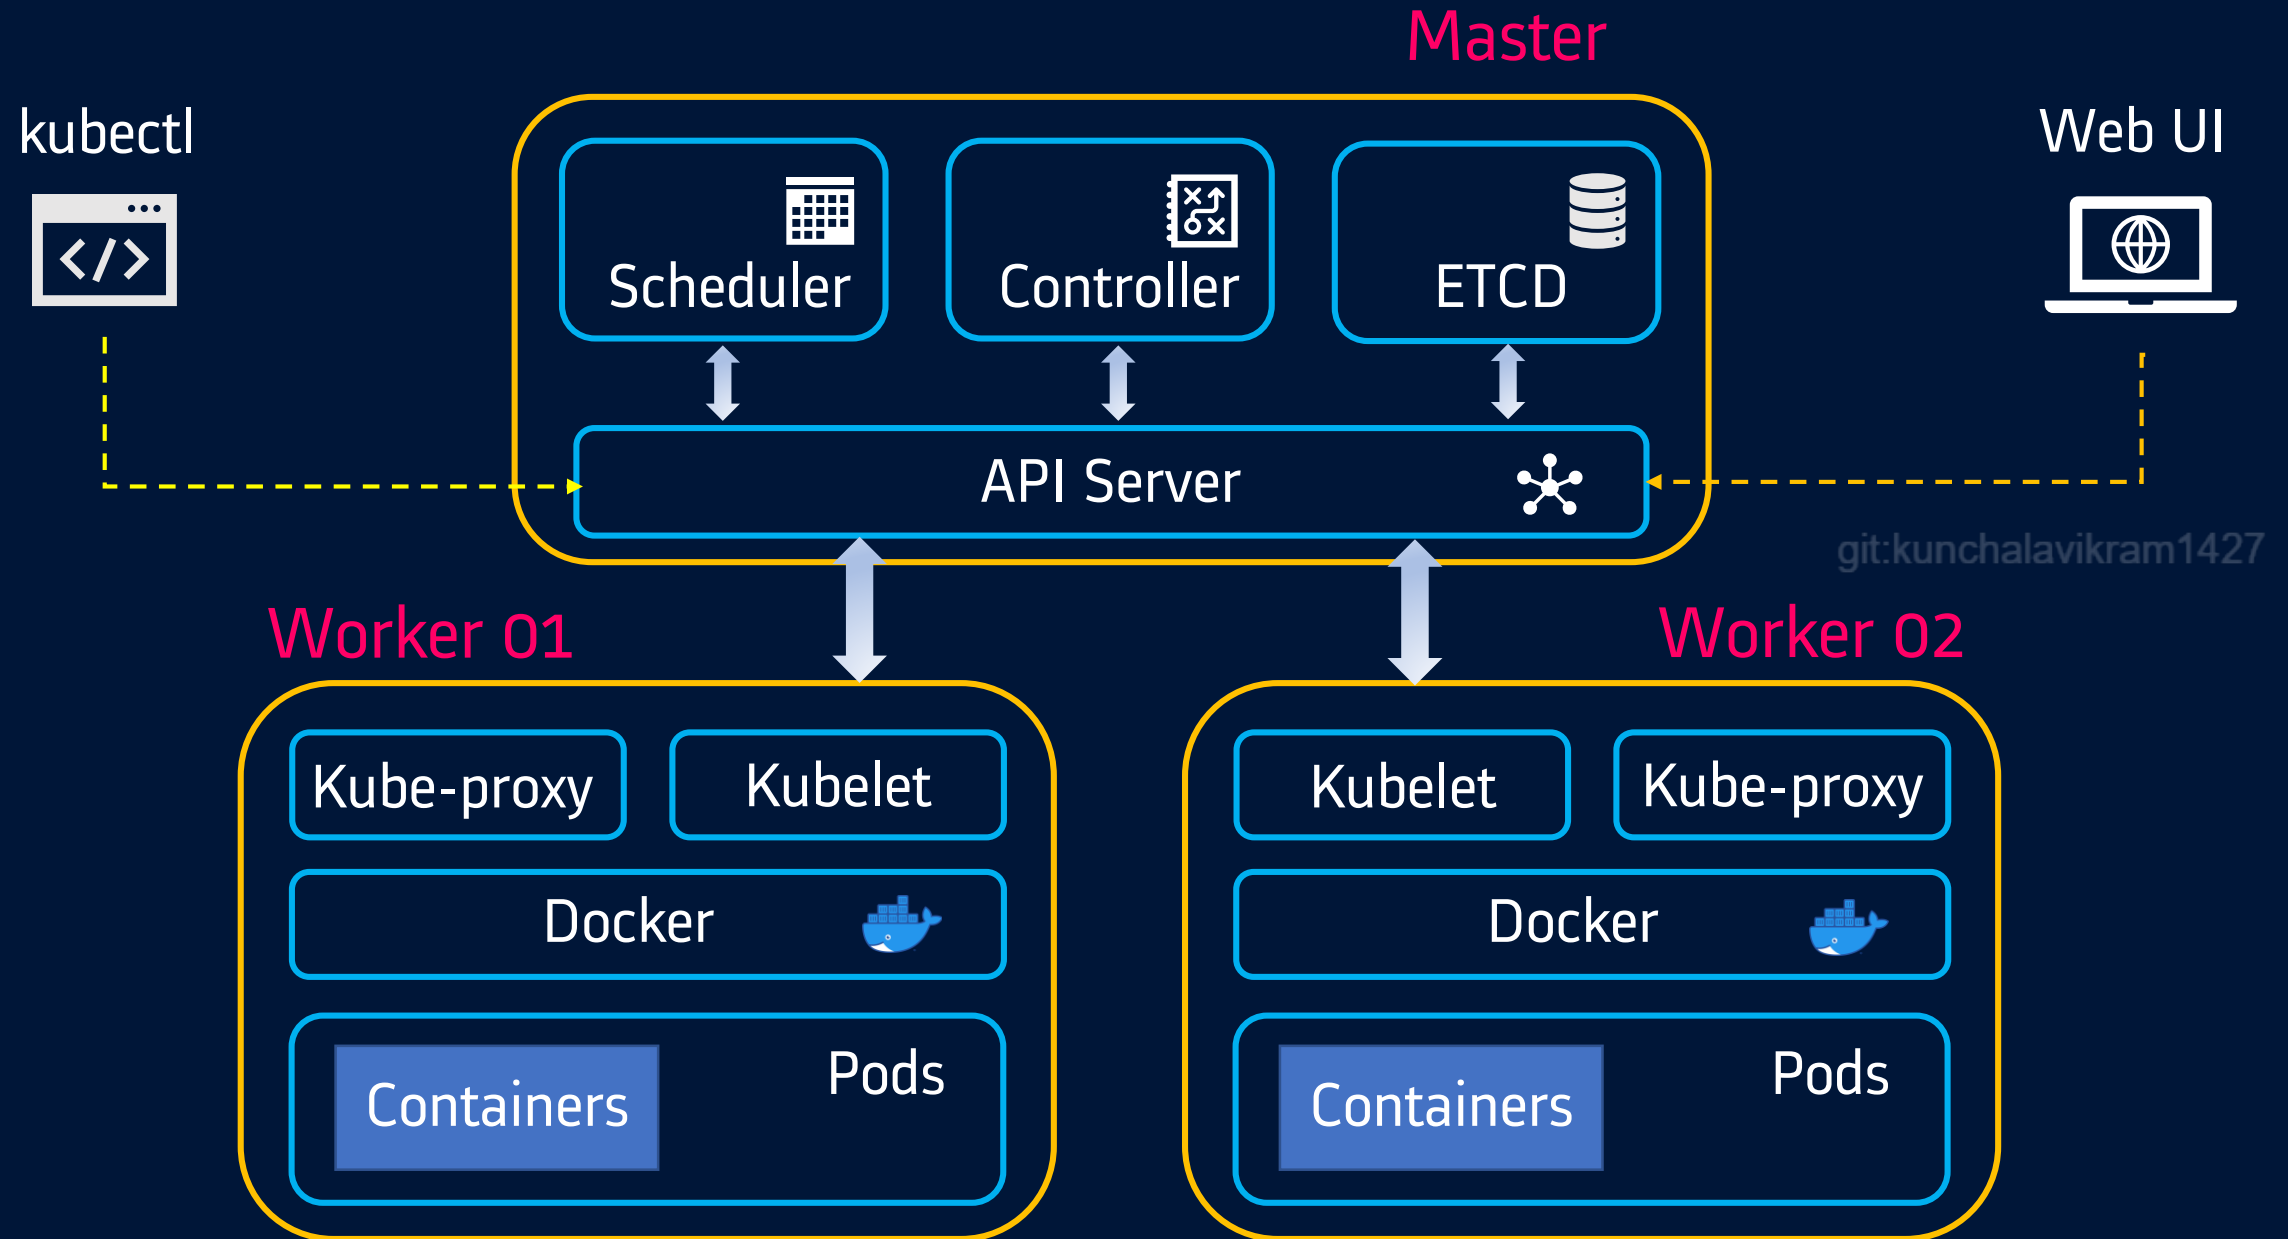 Master
kubectl
Web UI
Scheduler
Controller
ETCD
API Server
git:kunchalavikram1427
Worker 01
Worker 02
Kube-proxy
Kubelet
Kubelet
Kube-proxy
Docker
Docker
Pods
Containers
Pods
Containers